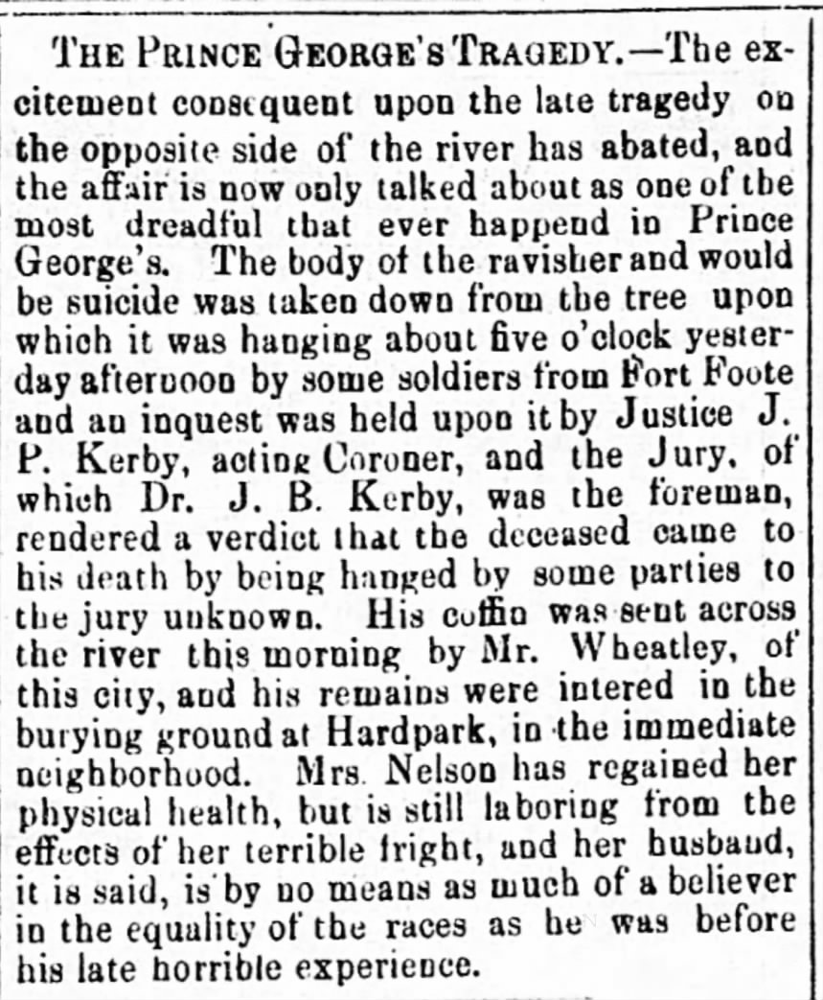 THE PRINCE GEORGE'S TRAGEDY.—The ex-
citement consequent upon the late tragedy on
the opposite side of the river has abated, and
the affair is now only talked about as one of the
most dreadful that ever happend in Prince
George's. The body of the ravisher and would
be suicide was taken down from the tree upon
which it was hanging about five o'clock yester-
day afternoon by some soldiers from Fort Foote
and an inquest was held upon it by Justice J.
P. Kerby, acting Coroner, and the Jury, of
which Dr. J. B. Kerby, was the foreman,
rendered a verdict that the deceased came to
his death by being hanged by some parties to
the jury unknown. His coffin was sent across
the river this morning by Mr. Wheatley, of
this city, and his remains were intered in the
burying ground at Hardpark, in the immediate
neighborhood. Mrs. Nelson has regained her
physical health, but is still laboring from the
effects of her terrible fright, and her husband,
it is said, is by no means as much of a believer
in the equality of the races as he was before
his late horrible experience.